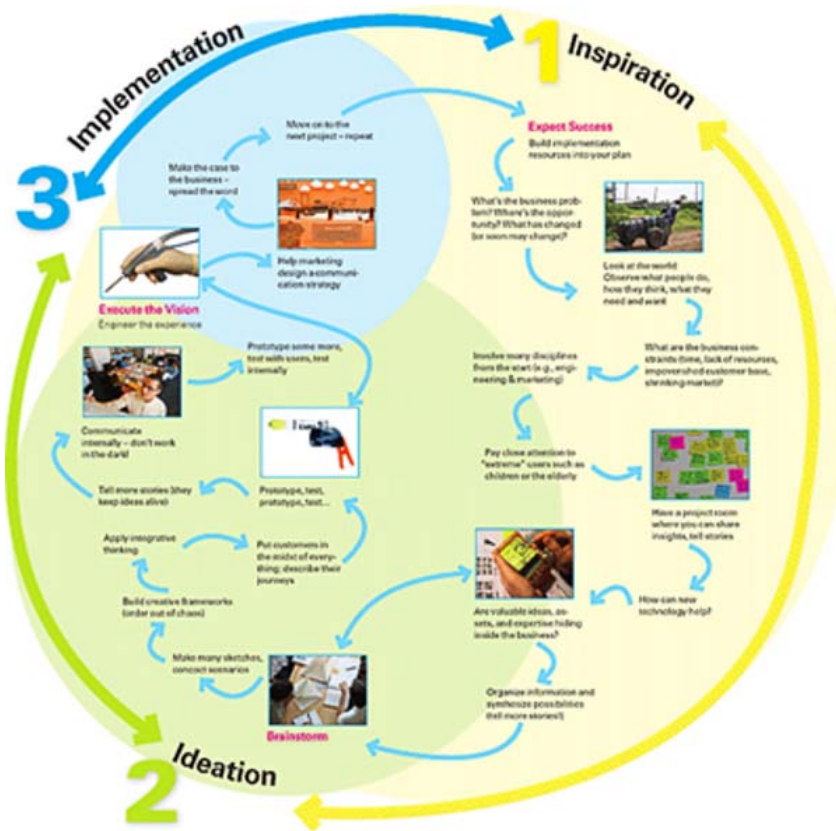 1
Inspiration
Expect Success
Build implementation
resources into your plan
What's the business prob-
lem? Where's the oppor-
tunity? What has changed
(or soon may change)?
Look at the world:
Observe what people do,
how they think, what they
need and want
What are the business con-
straints (time, lack of resources,
impoverished customer base,
shrinking market)?
Involve many disciplines
from the start (e.g., engi-
neering & marketing)
Pay close attention to
"extreme" users such as
children or the elderly
Have a project room
where you can share
insights, tell stories
How can new
technology help?
Are valuable ideas, as-
sets, and expertise hiding
inside the business?
Organize information and
synthesize possibilities
(tell more stories!)
2
Ideation
Brainstorm
Make many sketches,
concoct scenarios
Build creative frameworks
(order out of chaos)
Apply integrative
thinking
Put customers in
the midst of every-
thing; describe their
journeys
Prototype, test,
prototype, test...
Tell more stories (they
keep ideas alive)
Communicate
internally – don't work
in the dark!
Prototype some more,
test with users, test
internally
3
Implementation
Execute the Vision
Engineer the experience
Help marketing
design a communi-
cation strategy
Make the case to
the business –
spread the word
Move on to the
next project – repeat